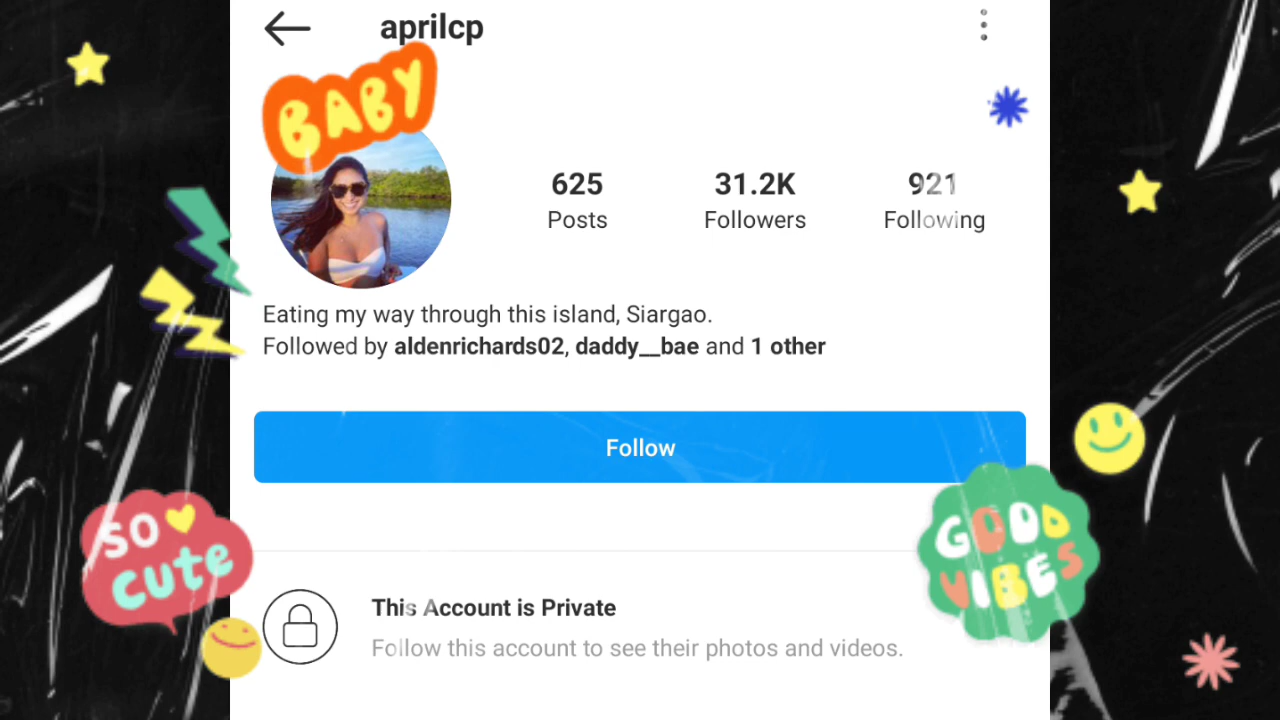 aprilcp
BABY
625
31.2K
921
Posts
Followers
Following
Eating my way through this island, Siargao.
Followed by aldenrichards02, daddy__bae and 1 other
Follow
SO
cute
GOOD
VIBES
This Account is Private
Follow this account to see their photos and videos.